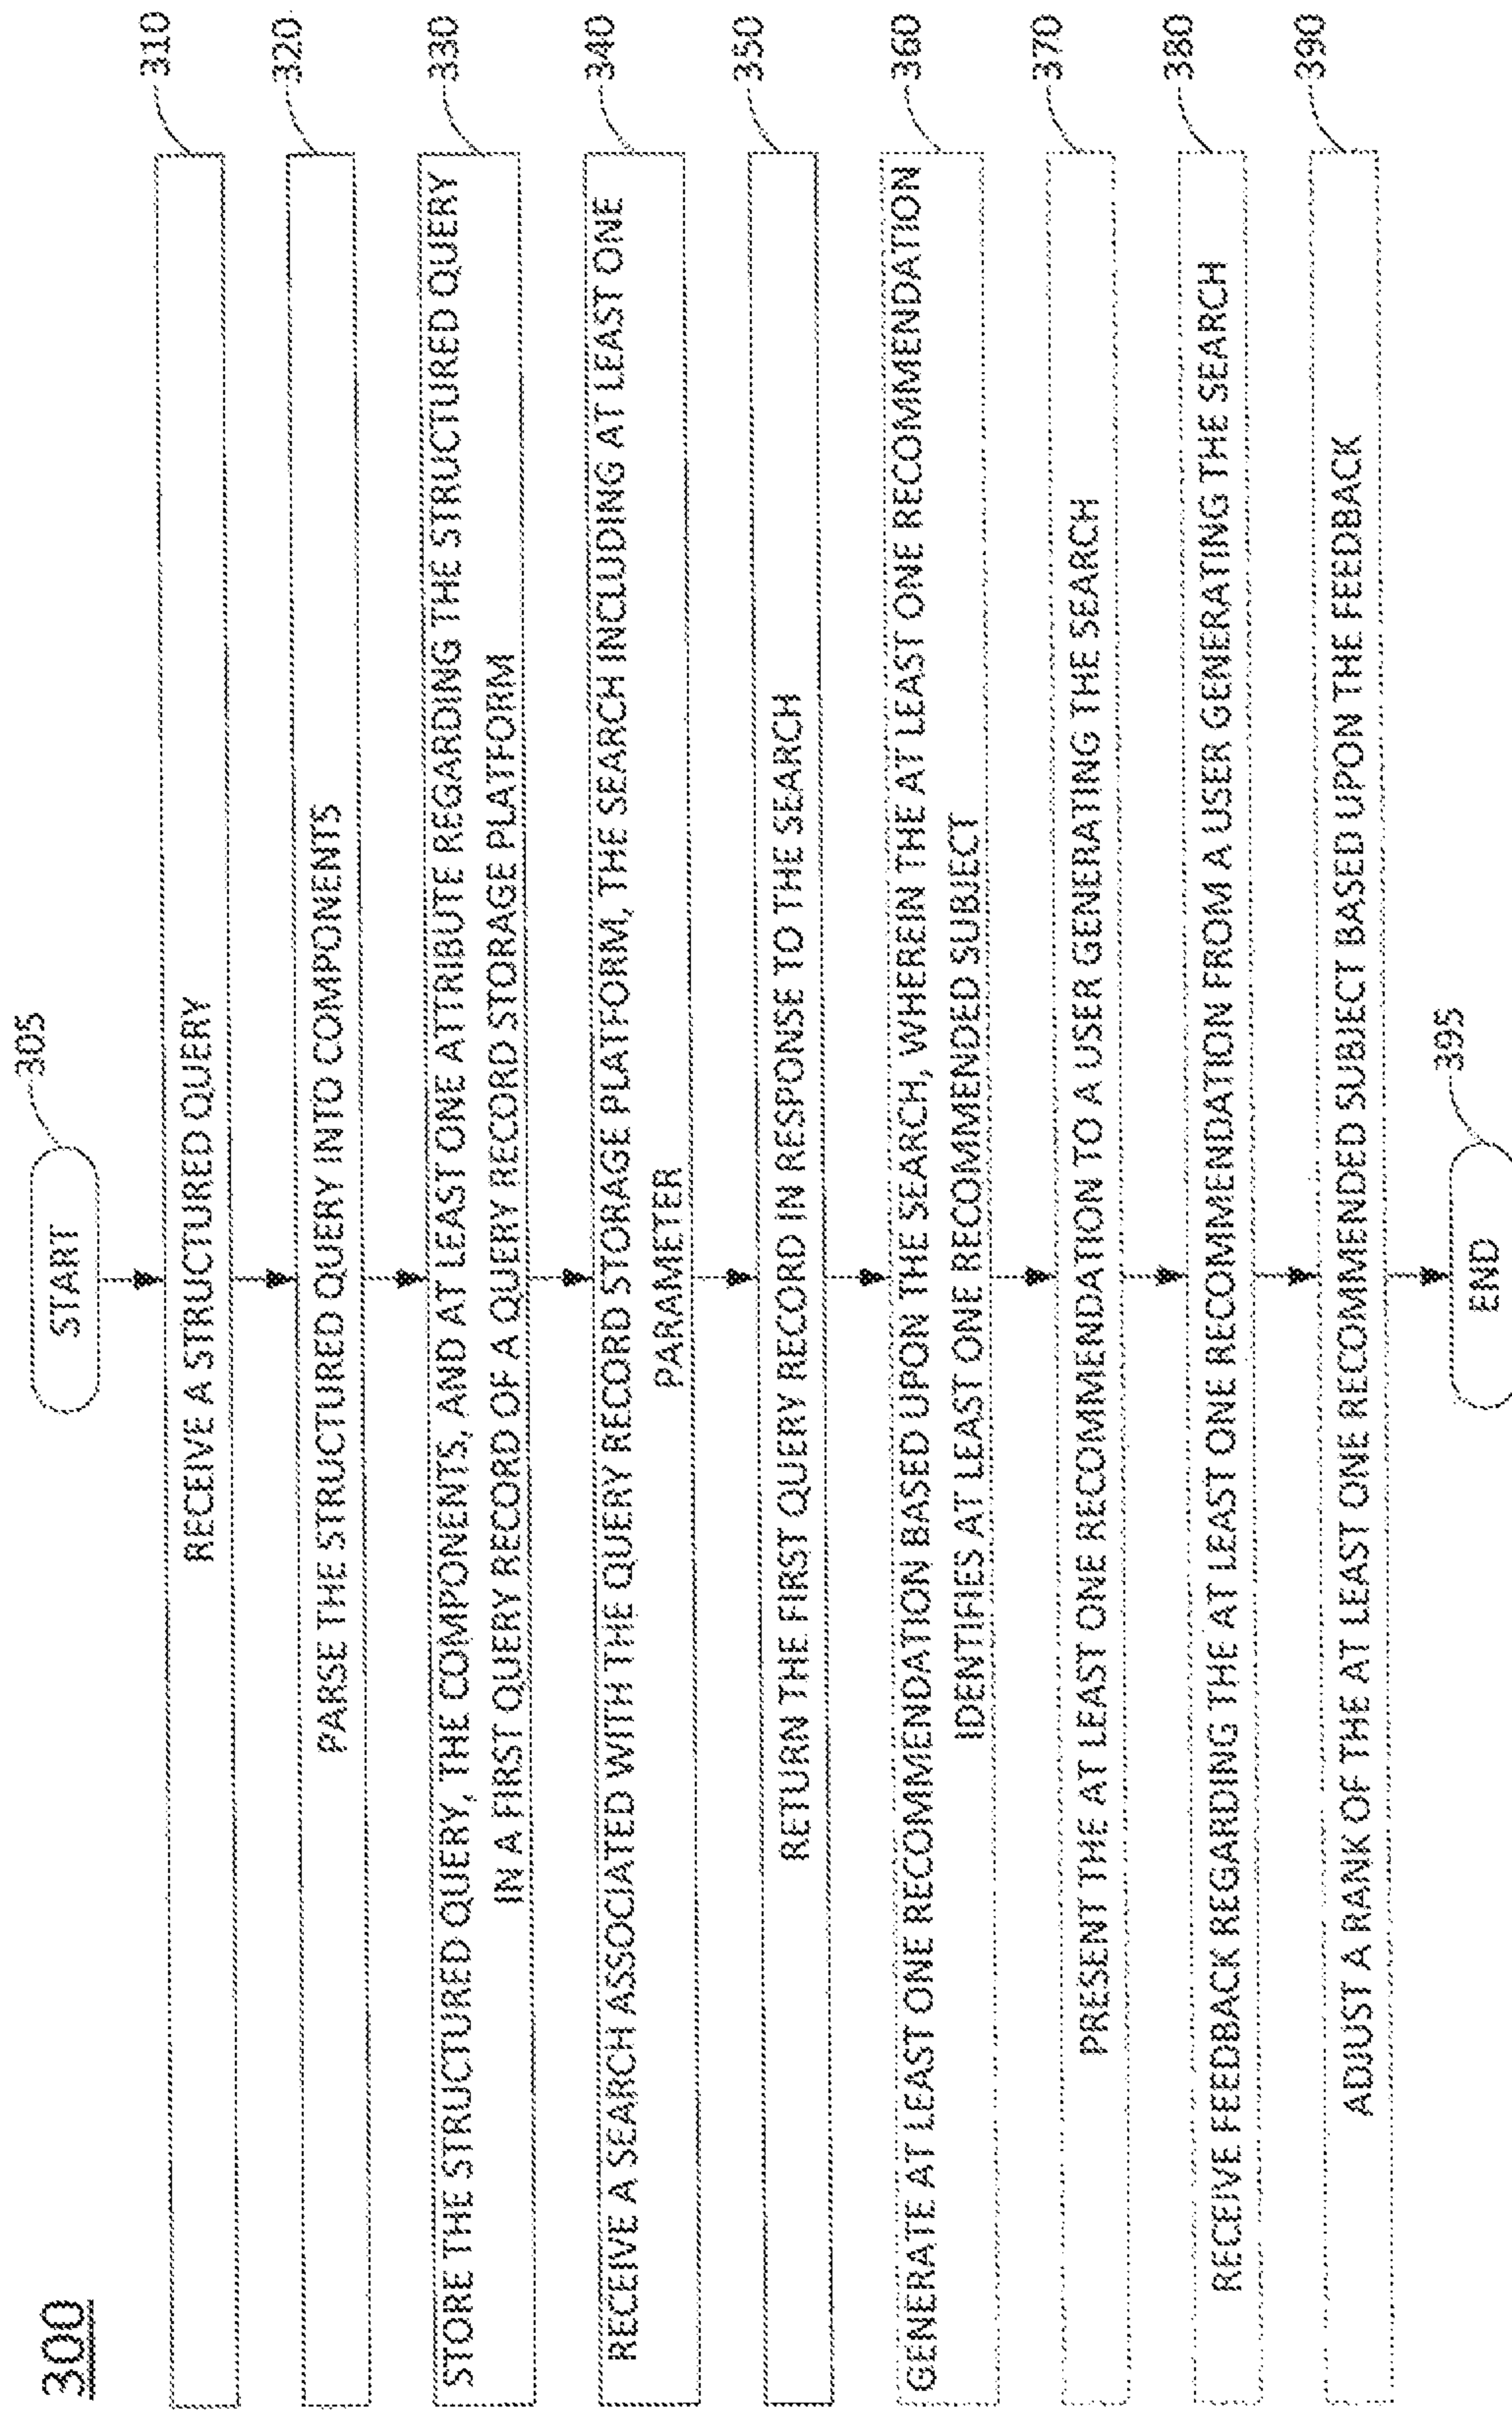 300
START
305
RECEIVE A STRUCTURED QUERY
310
PARSE THE STRUCTURED QUERY INTO COMPONENTS
320
STORE THE STRUCTURED QUERY, THE COMPONENTS, AND AT LEAST ONE ATTRIBUTE REGARDING THE STRUCTURED QUERY
IN A FIRST QUERY RECORD OF A QUERY RECORD STORAGE PLATFORM
330
RECEIVE A SEARCH ASSOCIATED WITH THE QUERY RECORD STORAGE PLATFORM, THE SEARCH INCLUDING AT LEAST ONE
PARAMETER
340
RETURN THE FIRST QUERY RECORD IN RESPONSE TO THE SEARCH
350
GENERATE AT LEAST ONE RECOMMENDATION BASED UPON THE SEARCH, WHEREIN THE AT LEAST ONE RECOMMENDATION
IDENTIFIES AT LEAST ONE RECOMMENDED SUBJECT
360
PRESENT THE AT LEAST ONE RECOMMENDATION TO A USER GENERATING THE SEARCH
370
RECEIVE FEEDBACK REGARDING THE AT LEAST ONE RECOMMENDATION FROM A USER GENERATING THE SEARCH
380
ADJUST A RANK OF THE AT LEAST ONE RECOMMENDED SUBJECT BASED UPON THE FEEDBACK
390
END
395